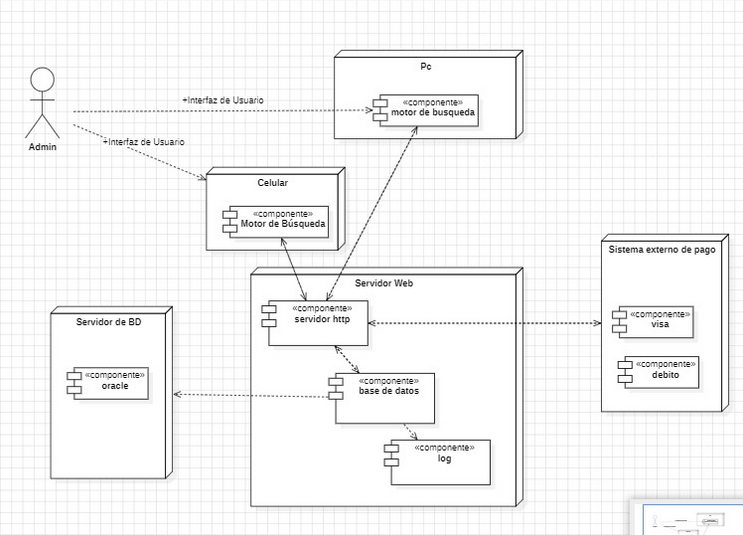 Pc
«componente»
motor de busqueda
+Interfaz de Usuario
Admin
+Interfaz de Usuario
Celular
«componente»
Motor de Búsqueda
Sistema externo de pago
«componente»
visa
«componente»
debito
Servidor Web
«componente»
servidor http
«componente»
base de datos
«componente»
log
Servidor de BD
«componente»
oracle